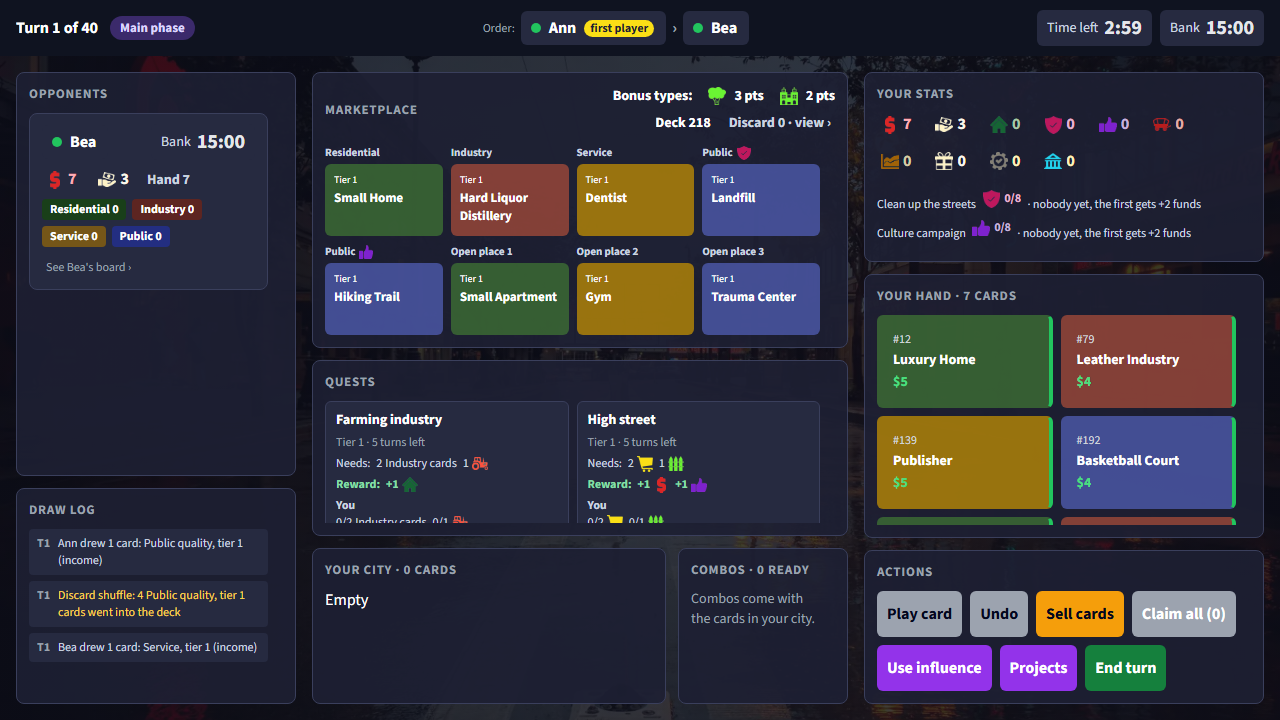 Turn 1 of 40
Main phase
Order:
Ann
first player
›
Bea
Time left 2:59
Bank 15:00
OPPONENTS
Bea
Bank 15:00
7
3
Hand 7
Residential 0
Industry 0
Service 0
Public 0
See Bea's board ›
DRAW LOG
T1 Ann drew 1 card: Public quality, tier 1
(income)
T1 Discard shuffle: 4 Public quality, tier 1
cards went into the deck
T1 Bea drew 1 card: Service, tier 1 (income)
MARKETPLACE
Bonus types: 3 pts 2 pts
Deck 218 Discard 0 · view ›
Residential
Tier 1
Small Home
Industry
Tier 1
Hard Liquor
Distillery
Service
Tier 1
Dentist
Public
Tier 1
Landfill
Public
Tier 1
Hiking Trail
Open place 1
Tier 1
Small Apartment
Open place 2
Tier 1
Gym
Open place 3
Tier 1
Trauma Center
QUESTS
Farming industry
Tier 1 · 5 turns left
Needs: 2 Industry cards 1
Reward: +1
You
0/2 Industry cards 0/1
High street
Tier 1 · 5 turns left
Needs: 2 1
Reward: +1 +1
You
0/2 0/1
YOUR CITY · 0 CARDS
Empty
COMBOS · 0 READY
Combos come with
the cards in your city.
YOUR STATS
7 3 0 0 0 0
0 0 0 0
Clean up the streets 0/8 · nobody yet, the first gets +2 funds
Culture campaign 0/8 · nobody yet, the first gets +2 funds
YOUR HAND · 7 CARDS
#12
Luxury Home
$5
#79
Leather Industry
$4
#139
Publisher
$5
#192
Basketball Court
$4
ACTIONS
Play card
Undo
Sell cards
Claim all (0)
Use influence
Projects
End turn